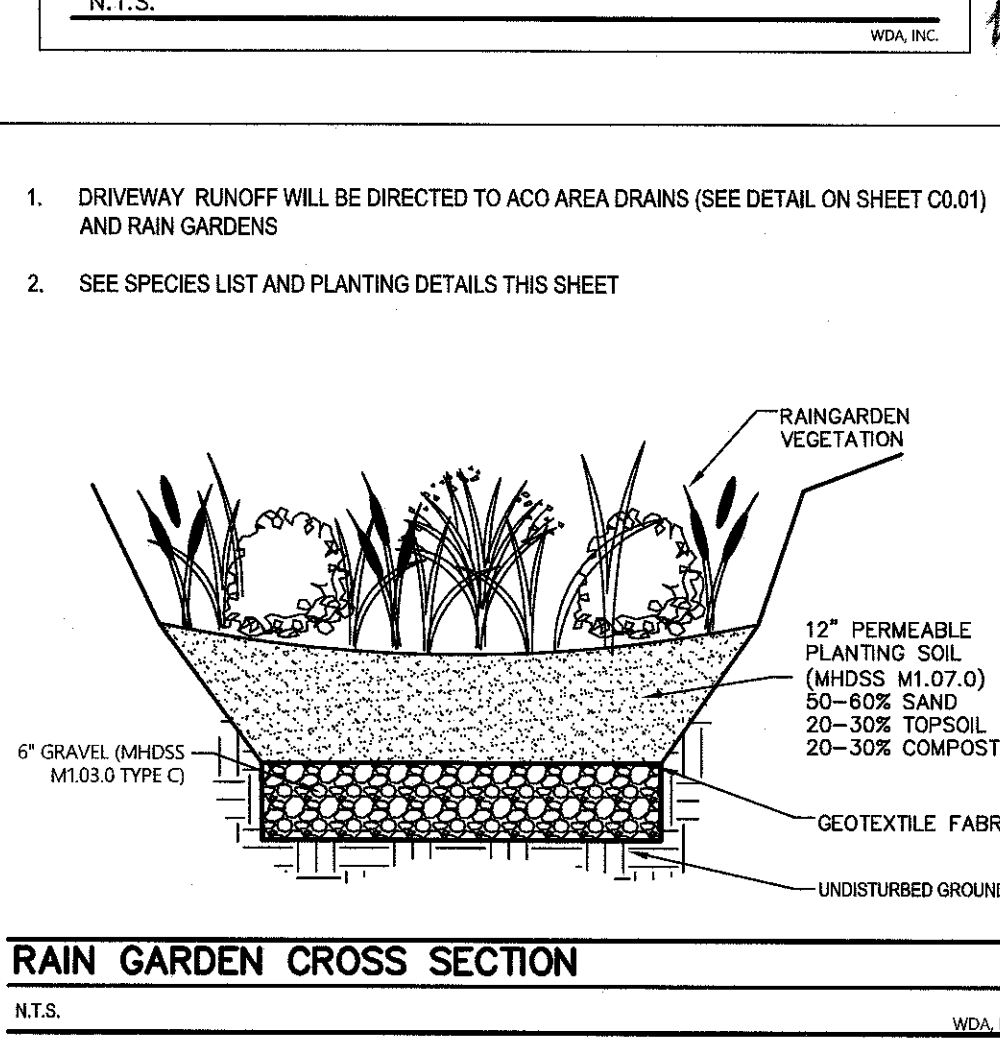 N.T.S.
WDA, INC.
1. DRIVEWAY RUNOFF WILL BE DIRECTED TO ACO AREA DRAINS (SEE DETAIL ON SHEET C0.01)
AND RAIN GARDENS
2. SEE SPECIES LIST AND PLANTING DETAILS THIS SHEET
RAINGARDEN
VEGETATION
12" PERMEABLE
PLANTING SOIL
(MHDSS M1.07.0)
50-60% SAND
20-30% TOPSOIL
20-30% COMPOST
6" GRAVEL (MHDSS
M1.03.0 TYPE C)
GEOTEXTILE FABR
UNDISTURBED GROUND
RAIN GARDEN CROSS SECTION
N.T.S.
WDA,